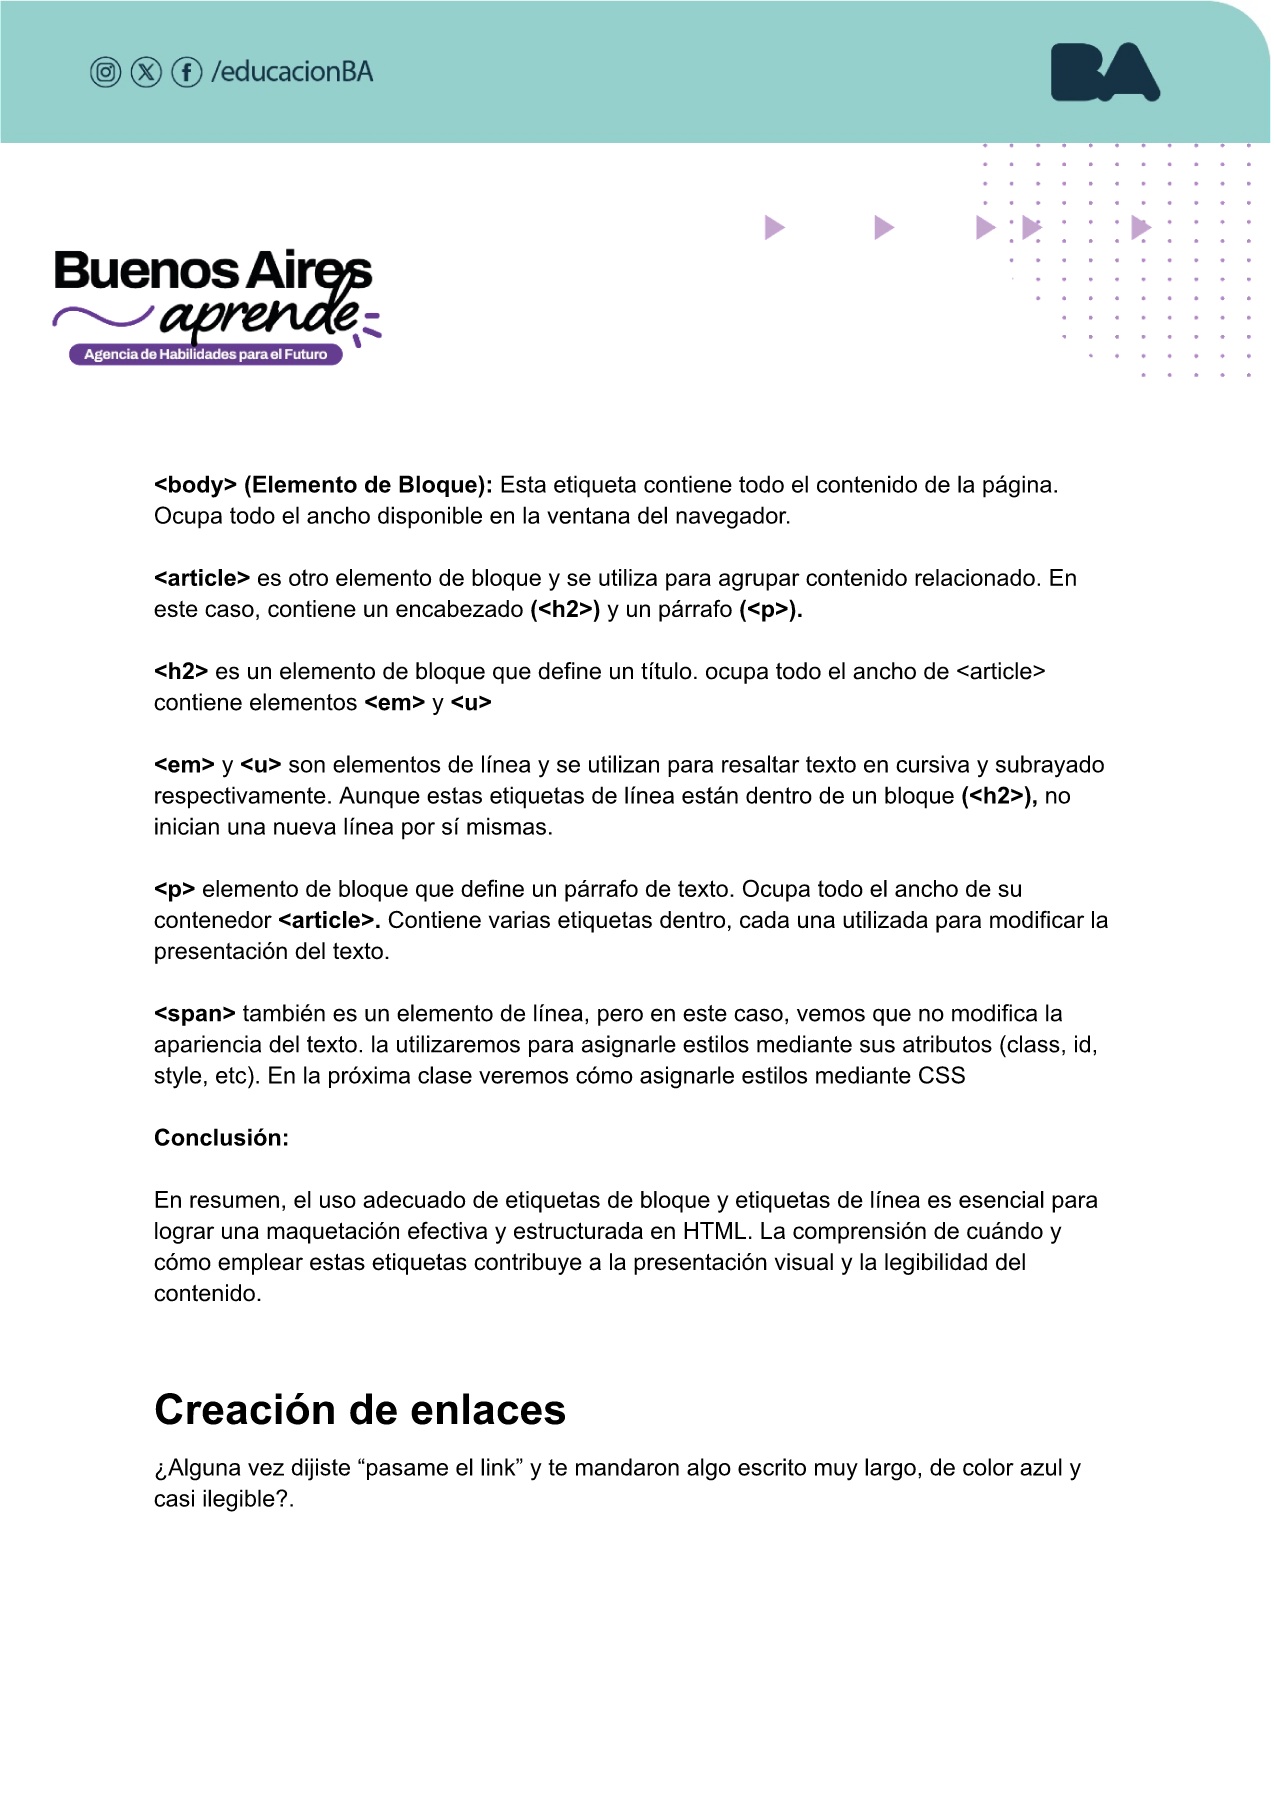 /educacionBA
BA
Buenos Aires
aprende
Agencia de Habilidades para el Futuro
<body> (Elemento de Bloque): Esta etiqueta contiene todo el contenido de la página.
Ocupa todo el ancho disponible en la ventana del navegador.
<article> es otro elemento de bloque y se utiliza para agrupar contenido relacionado. En
este caso, contiene un encabezado (<h2>) y un párrafo (<p>).
<h2> es un elemento de bloque que define un título. ocupa todo el ancho de <article>
contiene elementos <em> y <u>
<em> y <u> son elementos de línea y se utilizan para resaltar texto en cursiva y subrayado
respectivamente. Aunque estas etiquetas de línea están dentro de un bloque (<h2>), no
inician una nueva línea por sí mismas.
<p> elemento de bloque que define un párrafo de texto. Ocupa todo el ancho de su
contenedor <article>. Contiene varias etiquetas dentro, cada una utilizada para modificar la
presentación del texto.
<span> también es un elemento de línea, pero en este caso, vemos que no modifica la
apariencia del texto. la utilizaremos para asignarle estilos mediante sus atributos (class, id,
style, etc). En la próxima clase veremos cómo asignarle estilos mediante CSS
Conclusión:
En resumen, el uso adecuado de etiquetas de bloque y etiquetas de línea es esencial para
lograr una maquetación efectiva y estructurada en HTML. La comprensión de cuándo y
cómo emplear estas etiquetas contribuye a la presentación visual y la legibilidad del
contenido.
Creación de enlaces
¿Alguna vez dijiste “pasame el link” y te mandaron algo escrito muy largo, de color azul y
casi ilegible?.